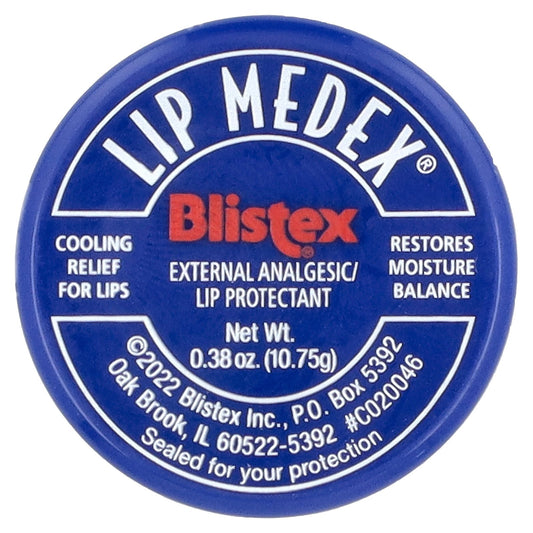 LIP MEDEX®
Blistex®
COOLING
RELIEF
FOR LIPS
EXTERNAL ANALGESIC/
LIP PROTECTANT
RESTORES
MOISTURE
BALANCE
Net Wt.
0.38 oz. (10.75g)
©2022 Blistex Inc., P.O. Box 5392
Oak Brook, IL 60522-5392 #C020046
Sealed for your protection